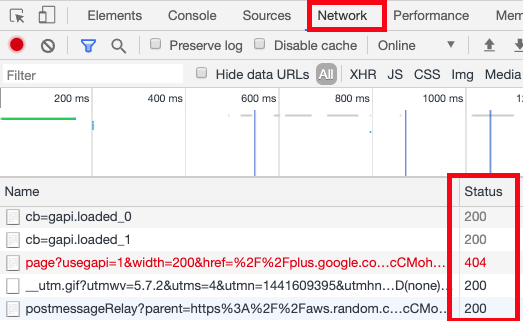 Elements Console Sources Network Performance
Preserve log Disable cache Online
Filter Hide data URLs All XHR JS CSS Img Media
200 ms 400 ms 600 ms 800 ms 1000 ms
Name Status
cb=gapi.loaded_0 200
cb=gapi.loaded_1 200
page?usegapi=1&width=200&href=%2F%2Fplus.google.co…cCMoh… 404
__utm.gif?utmwv=5.7.2&utms=4&utmn=1441609395&utmhn…D(none)… 200
postmessageRelay?parent=https%3A%2F%2Faws.random.c…cCMo… 200